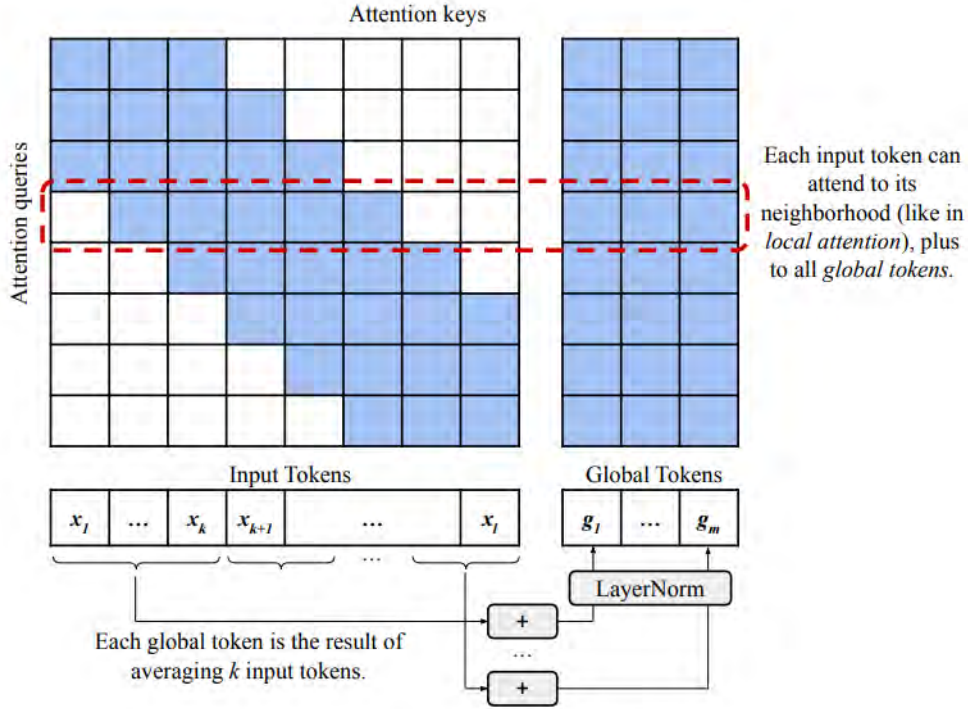 Attention keys
Attention queries
Each input token can
attend to its
neighborhood (like in
local attention), plus
to all global tokens.
Input Tokens
Global Tokens
x1 ... xk xk+1 ... xl
g1 ... gm
...
LayerNorm
+
Each global token is the result of
averaging k input tokens.
...
+